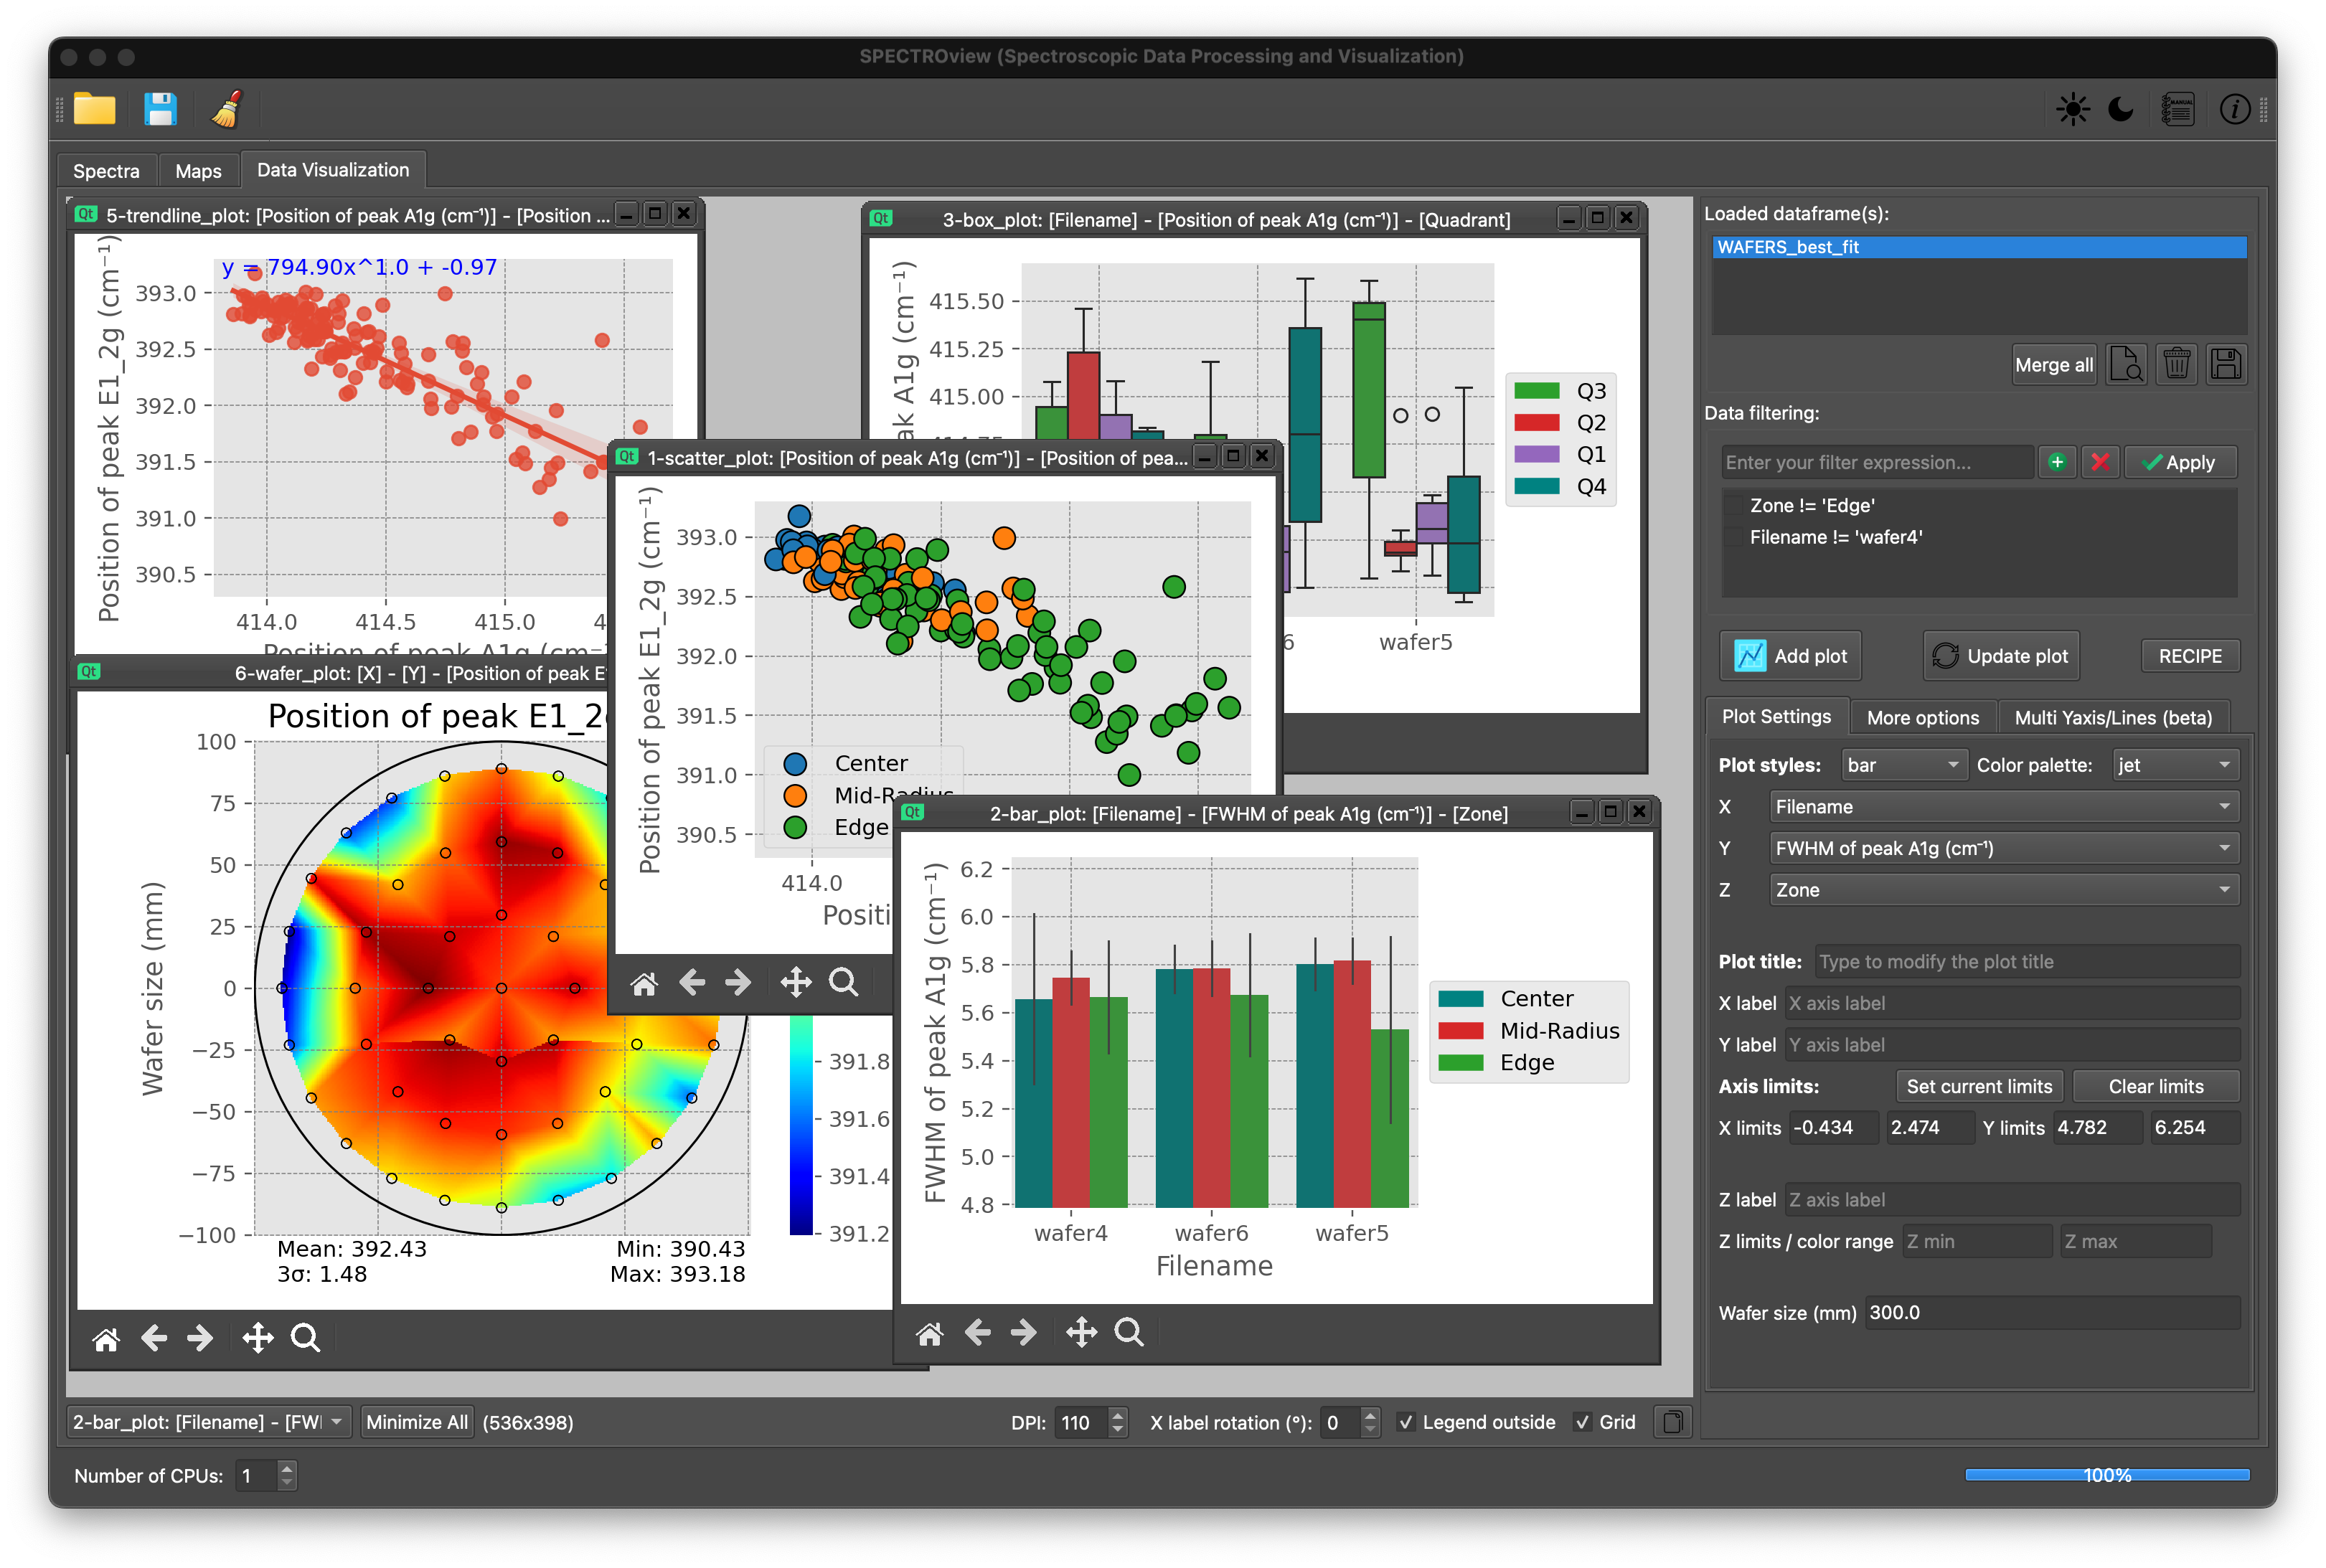 SPECTROview (Spectroscopic Data Processing and Visualization)
MANUAL
Spectra
Maps
Data Visualization
Qt 5-trendline_plot: [Position of peak A1g (cm⁻¹)] - [Position ...
y = 794.90x^1.0 + -0.97
Position of peak E1_2g (cm⁻¹)
393.0
392.5
392.0
391.5
391.0
390.5
414.0
414.5
415.0
4
Position of peak A1g (cm⁻¹
Qt 3-box_plot: [Filename] - [Position of peak A1g (cm⁻¹)] - [Quadrant]
ak A1g (cm⁻¹)
415.50
415.25
415.00
414.75
6
wafer5
Q3
Q2
Q1
Q4
Qt 1-scatter_plot: [Position of peak A1g (cm⁻¹)] - [Position of pea...
Position of peak E1_2g (cm⁻¹)
393.0
392.5
392.0
391.5
391.0
390.5
Center
Mid-Radius
Edge
414.0
Positi
Qt 6-wafer_plot: [X] - [Y] - [Position of peak E
Position of peak E1_2
Wafer size (mm)
100
75
50
25
0
−25
−50
−75
−100
391.8
391.6
391.4
391.2
Mean: 392.43
3σ: 1.48
Min: 390.43
Max: 393.18
Qt 2-bar_plot: [Filename] - [FWHM of peak A1g (cm⁻¹)] - [Zone]
FWHM of peak A1g (cm⁻¹)
6.2
6.0
5.8
5.6
5.4
5.2
5.0
4.8
wafer4
wafer6
wafer5
Filename
Center
Mid-Radius
Edge
Loaded dataframe(s):
WAFERS_best_fit
Merge all
Data filtering:
Enter your filter expression...
Apply
Zone != 'Edge'
Filename != 'wafer4'
Add plot
Update plot
RECIPE
Plot Settings
More options
Multi Yaxis/Lines (beta)
Plot styles: bar Color palette: jet
X Filename
Y FWHM of peak A1g (cm⁻¹)
Z Zone
Plot title: Type to modify the plot title
X label X axis label
Y label Y axis label
Axis limits: Set current limits Clear limits
X limits -0.434 2.474 Y limits 4.782 6.254
Z label Z axis label
Z limits / color range Z min Z max
Wafer size (mm) 300.0
2-bar_plot: [Filename] - [FW
Minimize All
(536x398)
DPI: 110
X label rotation (°): 0
Legend outside
Grid
Number of CPUs: 1
100%